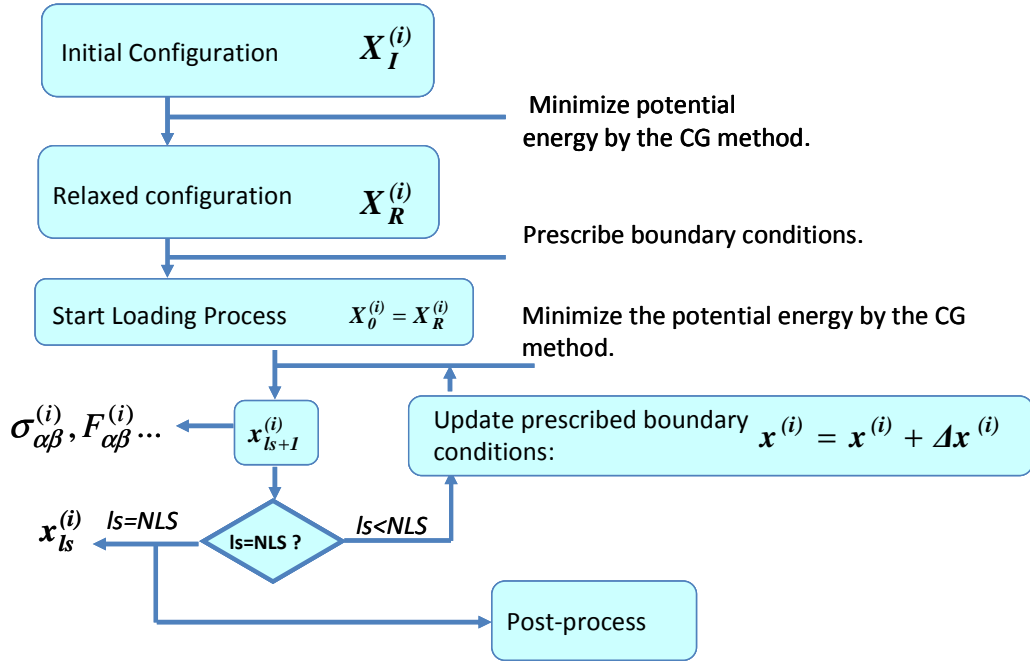 Initial Configuration X_I^(i)
Minimize potential
energy by the CG method.
Relaxed configuration X_R^(i)
Prescribe boundary conditions.
Start Loading Process X_0^(i) = X_R^(i)
Minimize the potential energy by the CG
method.
σ_αβ^(i), F_αβ^(i)...
x_ls+1^(i)
Update prescribed boundary
conditions: x^(i) = x^(i) + Δx^(i)
x_ls^(i)
ls=NLS
ls=NLS ?
ls<NLS
Post-process